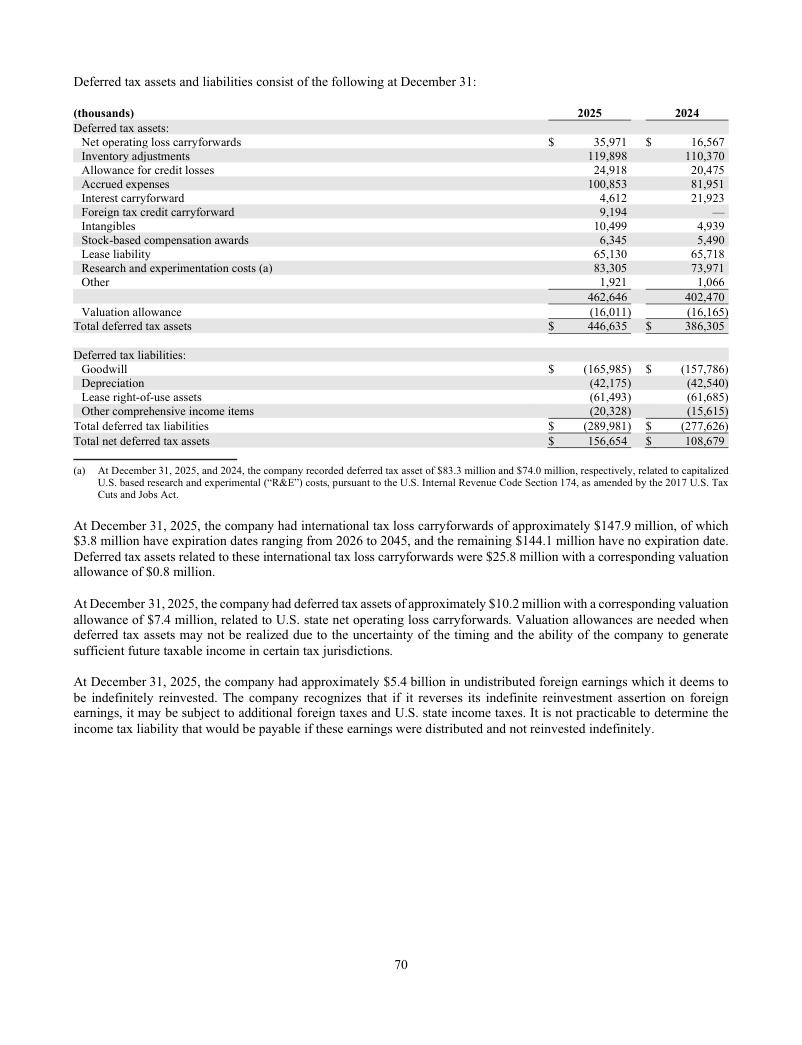 Deferred tax assets and liabilities consist of the following at December 31:
(thousands) 2025 2024
Deferred tax assets:
Net operating loss carryforwards $ 35,971 $ 16,567
Inventory adjustments 119,898 110,370
Allowance for credit losses 24,918 20,475
Accrued expenses 100,853 81,951
Interest carryforward 4,612 21,923
Foreign tax credit carryforward 9,194 —
Intangibles 10,499 4,939
Stock-based compensation awards 6,345 5,490
Lease liability 65,130 65,718
Research and experimentation costs (a) 83,305 73,971
Other 1,921 1,066
462,646 402,470
Valuation allowance (16,011) (16,165)
Total deferred tax assets $ 446,635 $ 386,305
Deferred tax liabilities:
Goodwill $ (165,985) $ (157,786)
Depreciation (42,175) (42,540)
Lease right-of-use assets (61,493) (61,685)
Other comprehensive income items (20,328) (15,615)
Total deferred tax liabilities $ (289,981) $ (277,626)
Total net deferred tax assets $ 156,654 $ 108,679
(a) At December 31, 2025, and 2024, the company recorded deferred tax asset of $83.3 million and $74.0 million, respectively, related to capitalized
U.S. based research and experimental (“R&E”) costs, pursuant to the U.S. Internal Revenue Code Section 174, as amended by the 2017 U.S. Tax
Cuts and Jobs Act.
At December 31, 2025, the company had international tax loss carryforwards of approximately $147.9 million, of which
$3.8 million have expiration dates ranging from 2026 to 2045, and the remaining $144.1 million have no expiration date.
Deferred tax assets related to these international tax loss carryforwards were $25.8 million with a corresponding valuation
allowance of $0.8 million.
At December 31, 2025, the company had deferred tax assets of approximately $10.2 million with a corresponding valuation
allowance of $7.4 million, related to U.S. state net operating loss carryforwards. Valuation allowances are needed when
deferred tax assets may not be realized due to the uncertainty of the timing and the ability of the company to generate
sufficient future taxable income in certain tax jurisdictions.
At December 31, 2025, the company had approximately $5.4 billion in undistributed foreign earnings which it deems to
be indefinitely reinvested. The company recognizes that if it reverses its indefinite reinvestment assertion on foreign
earnings, it may be subject to additional foreign taxes and U.S. state income taxes. It is not practicable to determine the
income tax liability that would be payable if these earnings were distributed and not reinvested indefinitely.
70